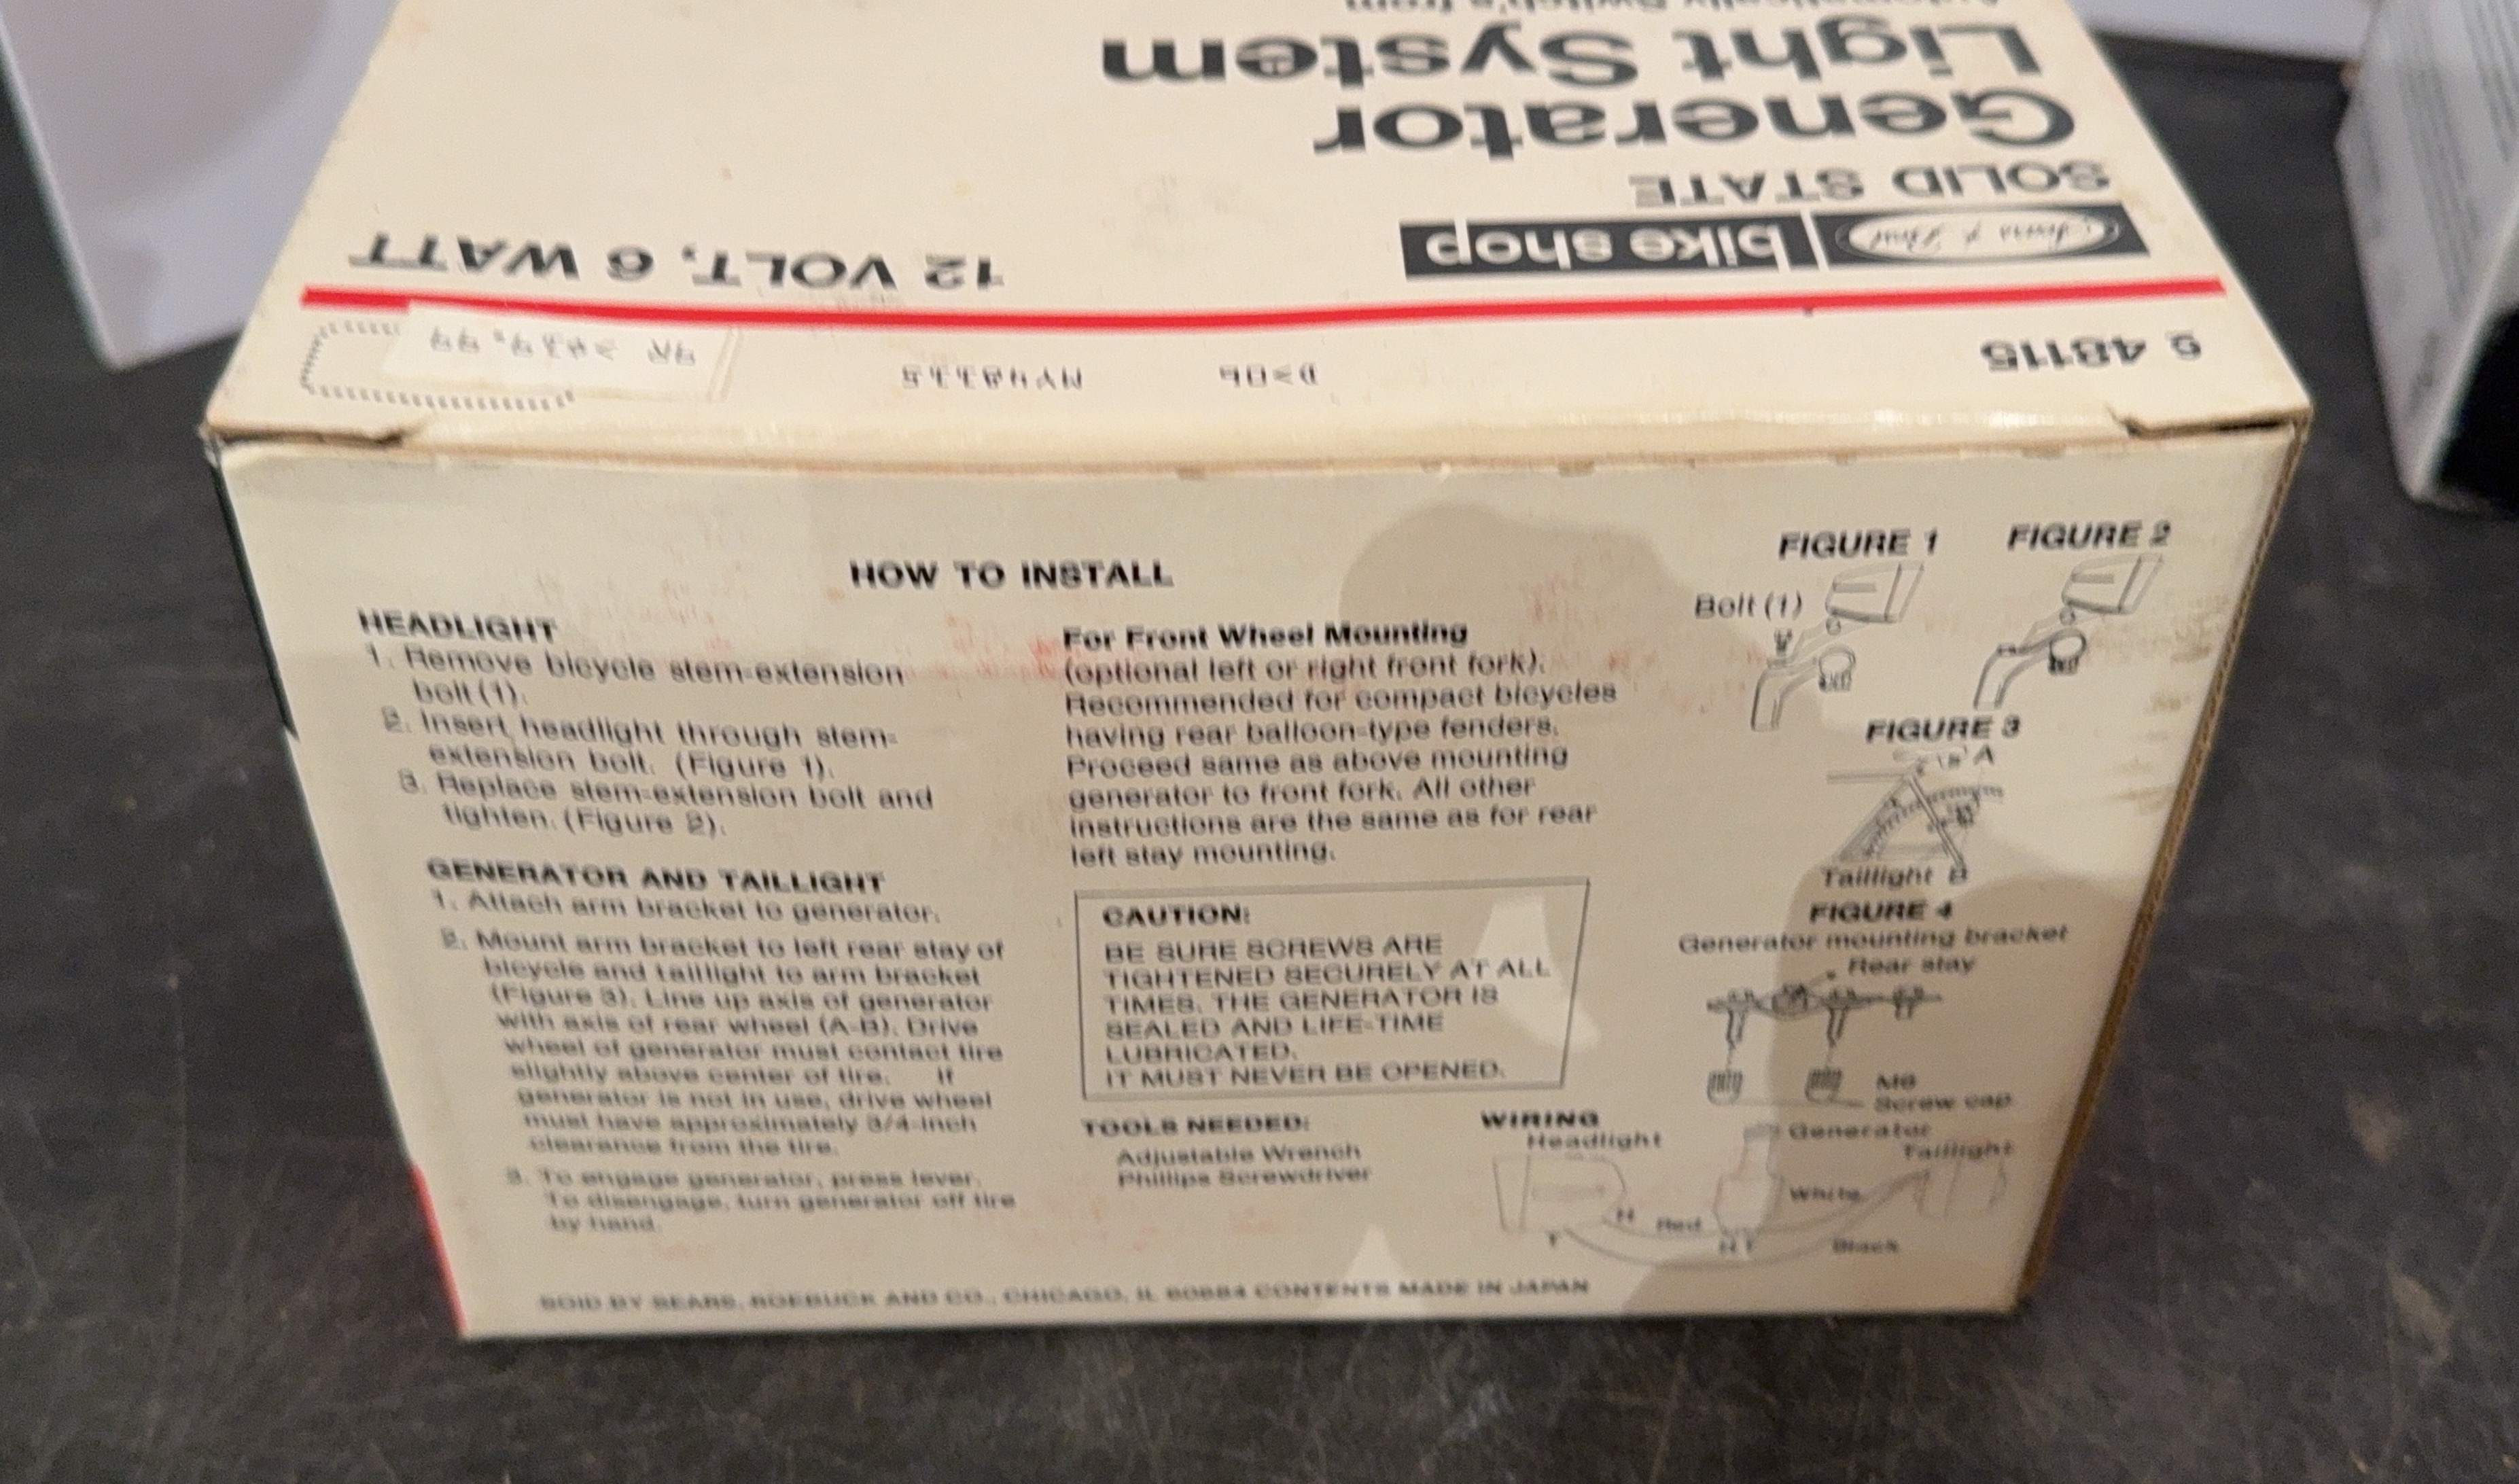 Light System
Generator
SOLID STATE
bike shop
12 VOLT, 6 WATT
48115
HOW TO INSTALL
HEADLIGHT
1. Remove bicycle stem-extension
bolt (1).
2. Insert headlight through stem-
extension bolt. (Figure 1).
3. Replace stem-extension bolt and
tighten. (Figure 2).
GENERATOR AND TAILLIGHT
1. Attach arm bracket to generator.
2. Mount arm bracket to left rear stay of
bicycle and taillight to arm bracket
(Figure 3). Line up axis of generator
with axis of rear wheel (A-B). Drive
wheel of generator must contact tire
slightly above center of tire. If
generator is not in use, drive wheel
must have approximately 3/4-inch
clearance from the tire.
3. To engage generator, press lever.
To disengage, turn generator off tire
by hand.
For Front Wheel Mounting
(optional left or right front fork).
Recommended for compact bicycles
having rear balloon-type fenders.
Proceed same as above mounting
generator to front fork. All other
instructions are the same as for rear
left stay mounting.
CAUTION:
BE SURE SCREWS ARE
TIGHTENED SECURELY AT ALL
TIMES. THE GENERATOR IS
SEALED AND LIFE-TIME
LUBRICATED.
IT MUST NEVER BE OPENED.
TOOLS NEEDED:
Adjustable Wrench
Phillips Screwdriver
FIGURE 1
Bolt (1)
FIGURE 2
FIGURE 3
A
Taillight B
FIGURE 4
Generator mounting bracket
Rear stay
M6
Screw cap
WIRING
Headlight
Generator
Taillight
White
H
Red
T
H T
Black
SOLD BY SEARS, ROEBUCK AND CO., CHICAGO, IL 60684 CONTENTS MADE IN JAPAN